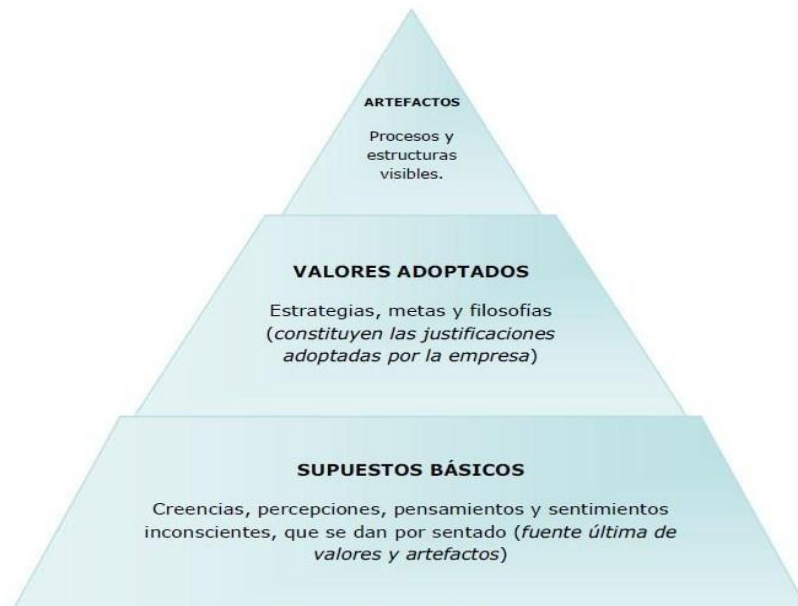 ARTEFACTOS
Procesos y
estructuras
visibles.
VALORES ADOPTADOS
Estrategias, metas y filosofías
(constituyen las justificaciones
adoptadas por la empresa)
SUPUESTOS BÁSICOS
Creencias, percepciones, pensamientos y sentimientos
inconscientes, que se dan por sentado (fuente última de
valores y artefactos)